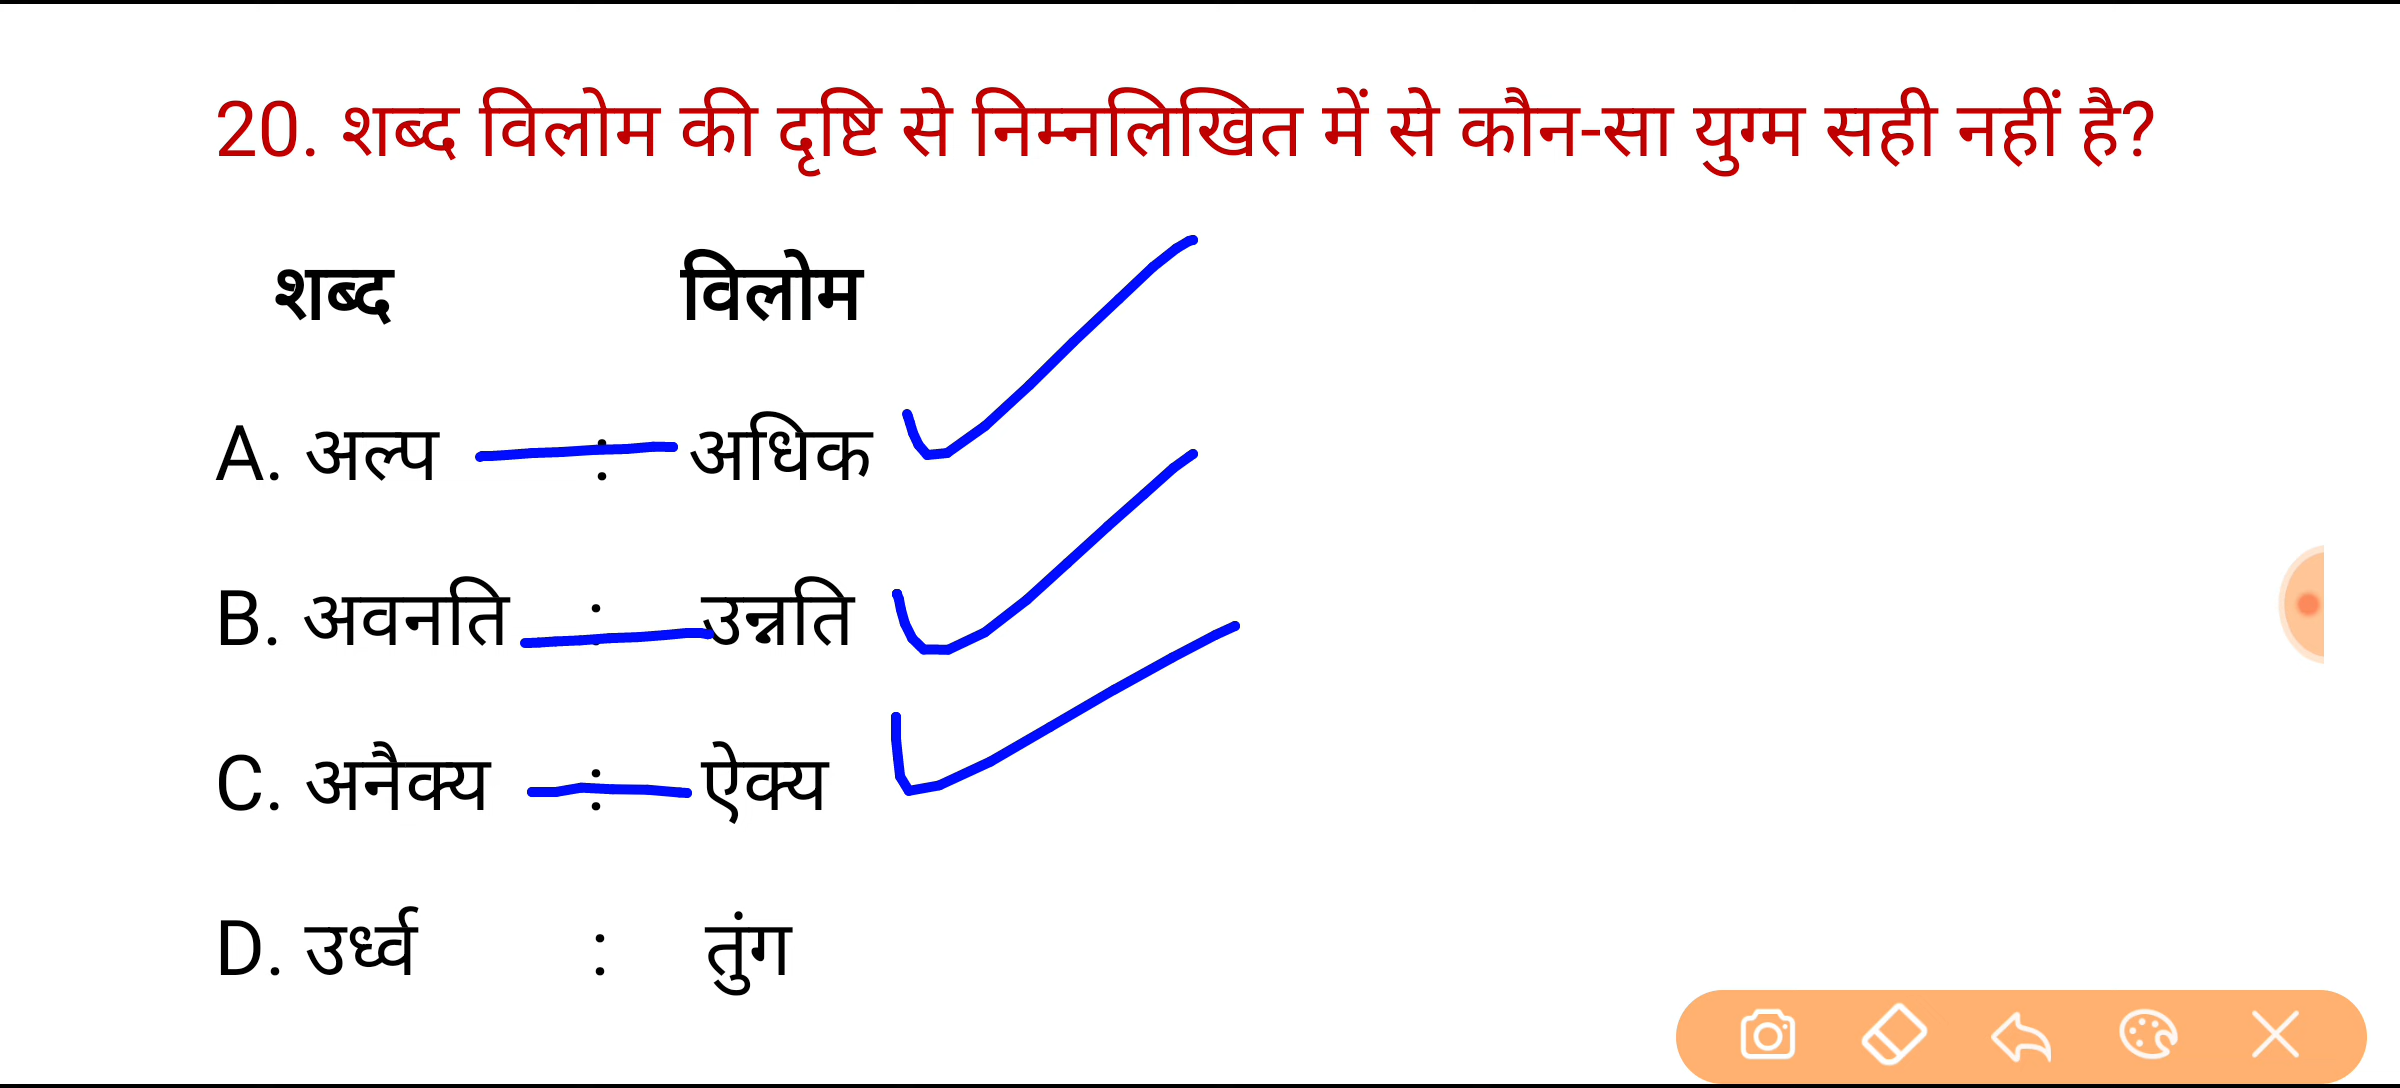 20. शब्द विलोम की दृष्टि से निम्नलिखित में से कौन-सा युग्म सही नहीं है?
शब्द विलोम
A. अल्प : अधिक
B. अवनति : उन्नति
C. अनैक्य : ऐक्य
D. उर्ध्व : तुंग